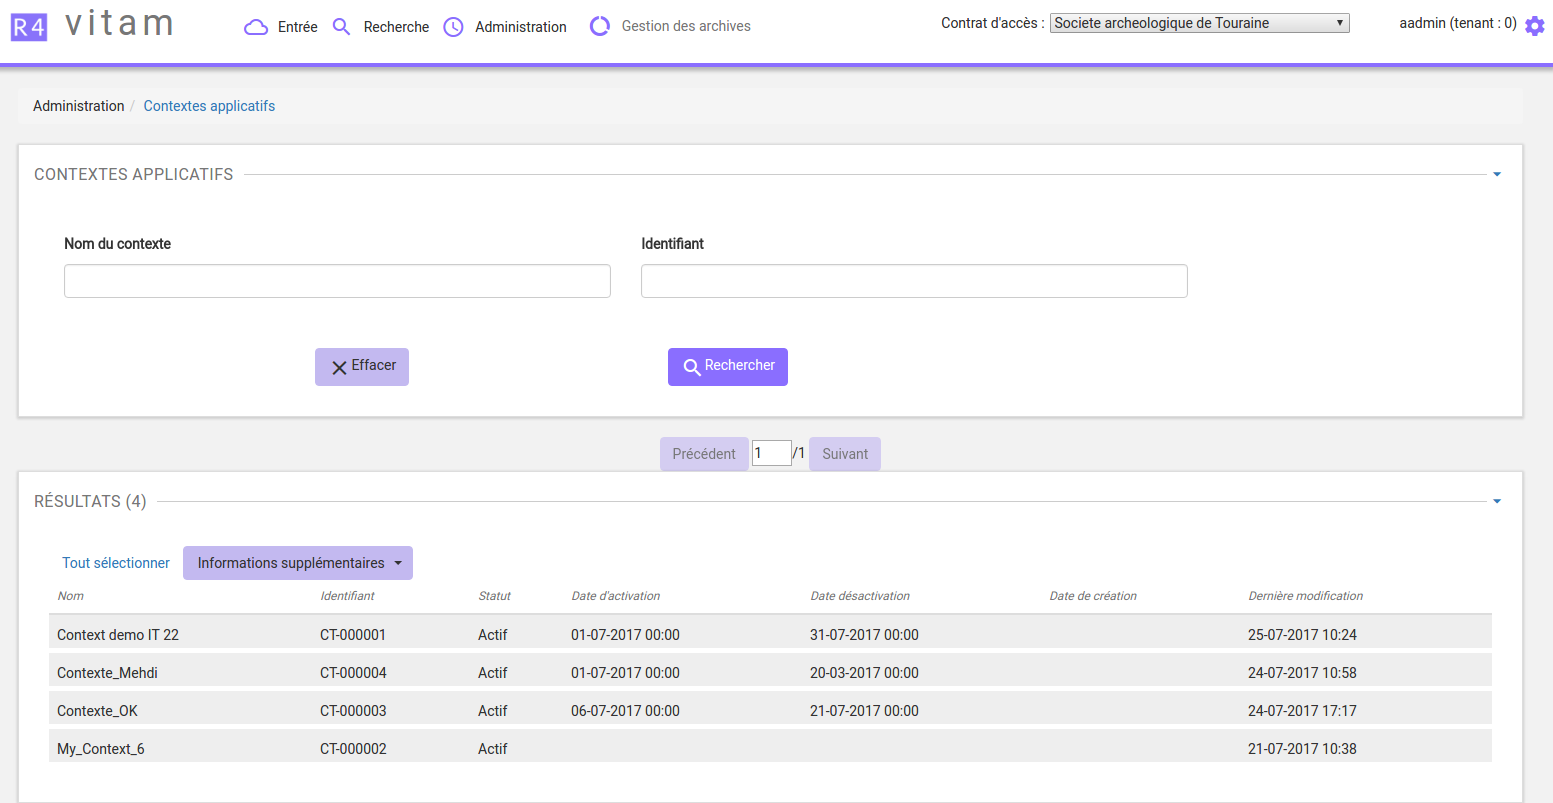 R4 vitam Entrée Recherche Administration Gestion des archives Contrat d'accès : Societe archeologique de Touraine aadmin (tenant : 0)
Administration / Contextes applicatifs
CONTEXTES APPLICATIFS
Nom du contexte Identifiant
Effacer Rechercher
Précédent 1 /1 Suivant
RÉSULTATS (4)
Tout sélectionner Informations supplémentaires
Nom Identifiant Statut Date d'activation Date désactivation Date de création Dernière modification
Context demo IT 22 CT-000001 Actif 01-07-2017 00:00 31-07-2017 00:00 25-07-2017 10:24
Contexte_Mehdi CT-000004 Actif 01-07-2017 00:00 20-03-2017 00:00 24-07-2017 10:58
Contexte_OK CT-000003 Actif 06-07-2017 00:00 21-07-2017 00:00 24-07-2017 17:17
My_Context_6 CT-000002 Actif 21-07-2017 10:38